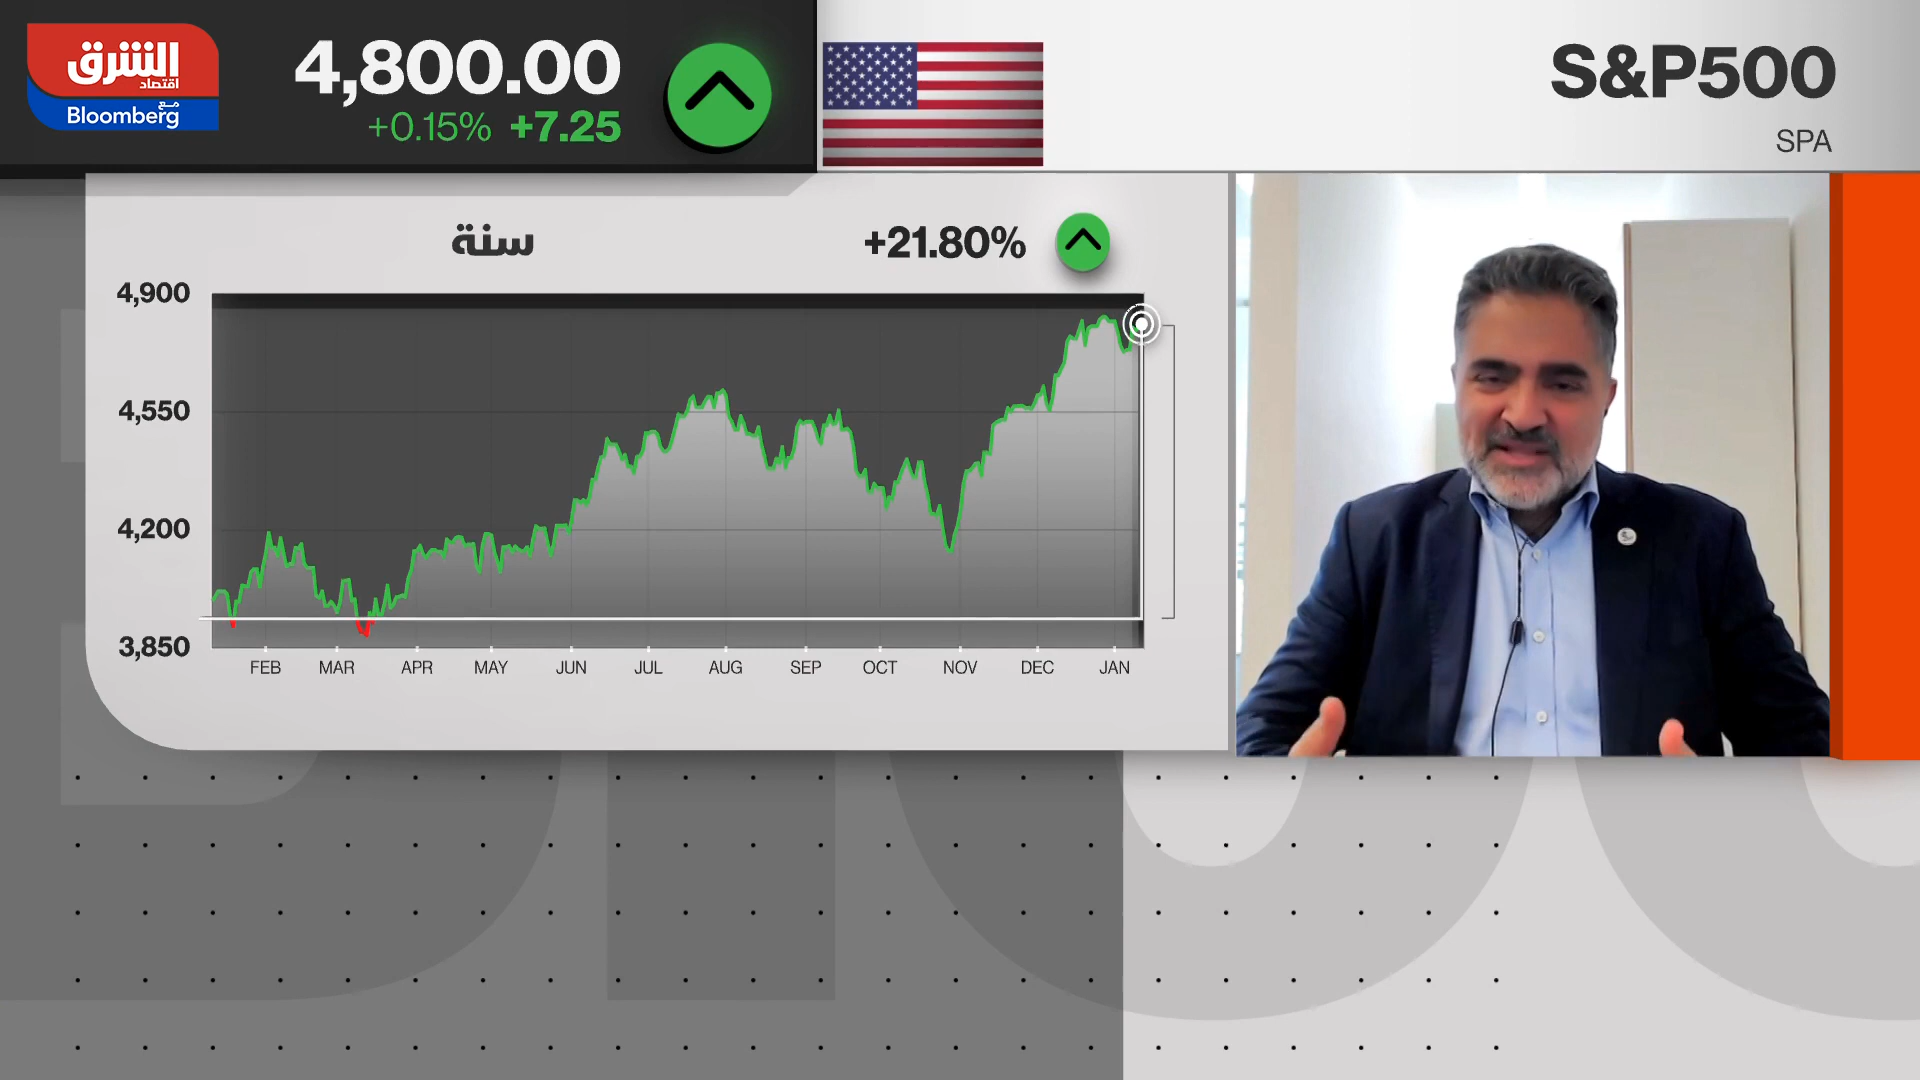 الشرق
اقتصاد
مع
Bloomberg
4,800.00
+0.15% +7.25
S&P500
SPA
سنة
+21.80%
4,900
4,550
4,200
3,850
FEB MAR APR MAY JUN JUL AUG SEP OCT NOV DEC JAN